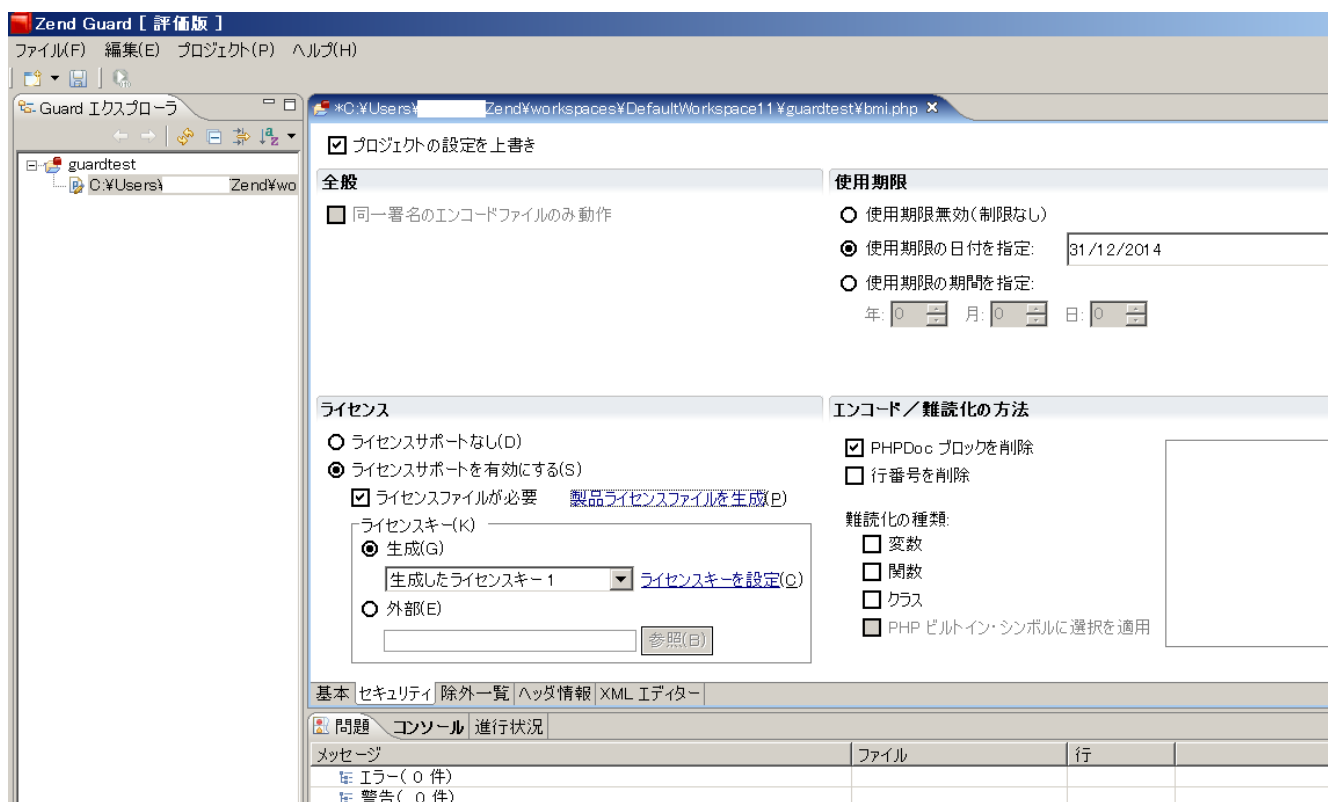 Zend Guard [ 評価版 ]
ファイル(F) 編集(E) プロジェクト(P) ヘルプ(H)
Guard エクスプローラ
guardtest
C:¥Users¥ Zend¥wo
*C:¥Users¥ Zend¥workspaces¥DefaultWorkspace11¥guardtest¥bmi.php
プロジェクトの設定を上書き
全般
同一署名のエンコードファイルのみ動作
使用期限
使用期限無効(制限なし)
使用期限の日付を指定: 31/12/2014
使用期限の期間を指定:
年: 0 月: 0 日: 0
ライセンス
ライセンスサポートなし(D)
ライセンスサポートを有効にする(S)
ライセンスファイルが必要 製品ライセンスファイルを生成(P)
ライセンスキー(K)
生成(G)
生成したライセンスキー 1 ライセンスキーを設定(C)
外部(E)
参照(B)
エンコード/難読化の方法
PHPDoc ブロックを削除
行番号を削除
難読化の種類:
変数
関数
クラス
PHP ビルトイン・シンボルに選択を適用
基本 セキュリティ 除外一覧 ヘッダ情報 XML エディター
問題 コンソール 進行状況
メッセージ ファイル 行
エラー( 0 件)
警告( 0 件)